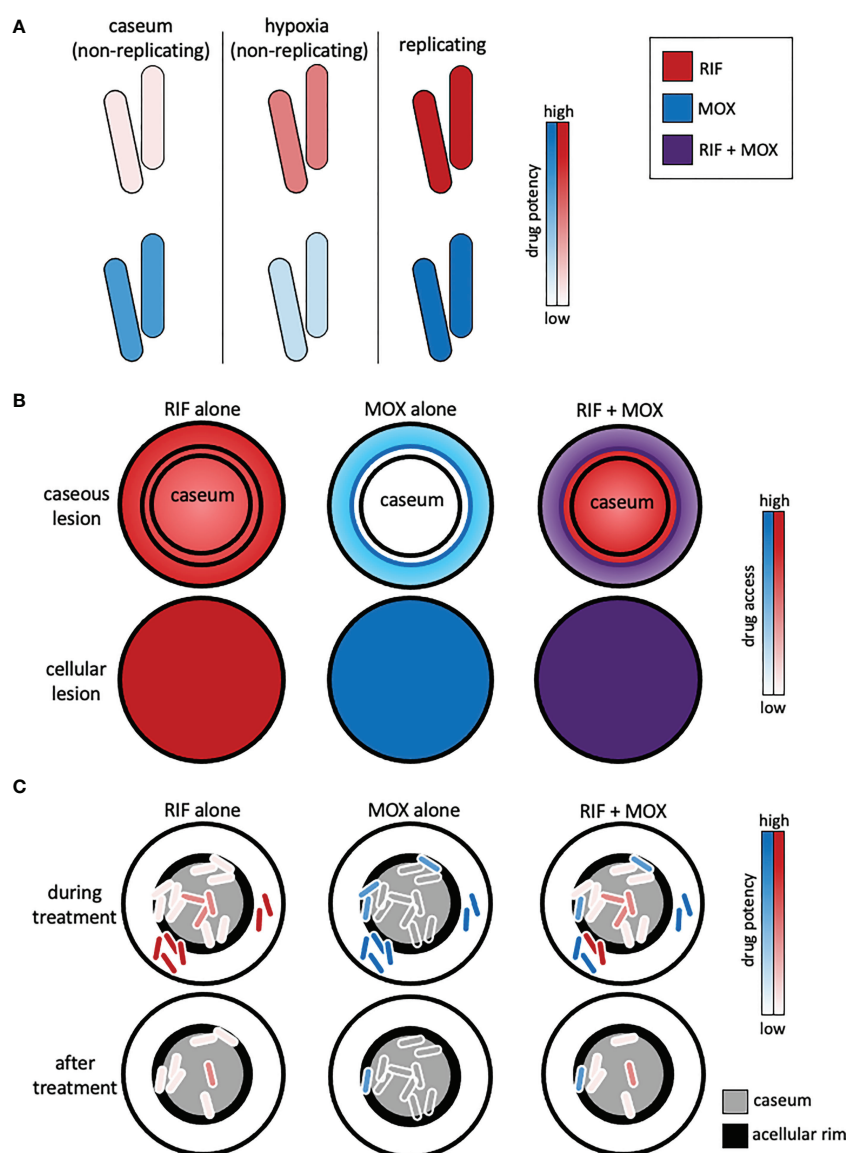 A
caseum
(non-replicating)
hypoxia
(non-replicating)
replicating
RIF
MOX
RIF + MOX
high
drug potency
low
B
RIF alone
MOX alone
RIF + MOX
caseous
lesion
caseum
caseum
caseum
high
drug access
low
cellular
lesion
C
RIF alone
MOX alone
RIF + MOX
high
during
treatment
drug potency
low
after
treatment
caseum
acellular rim